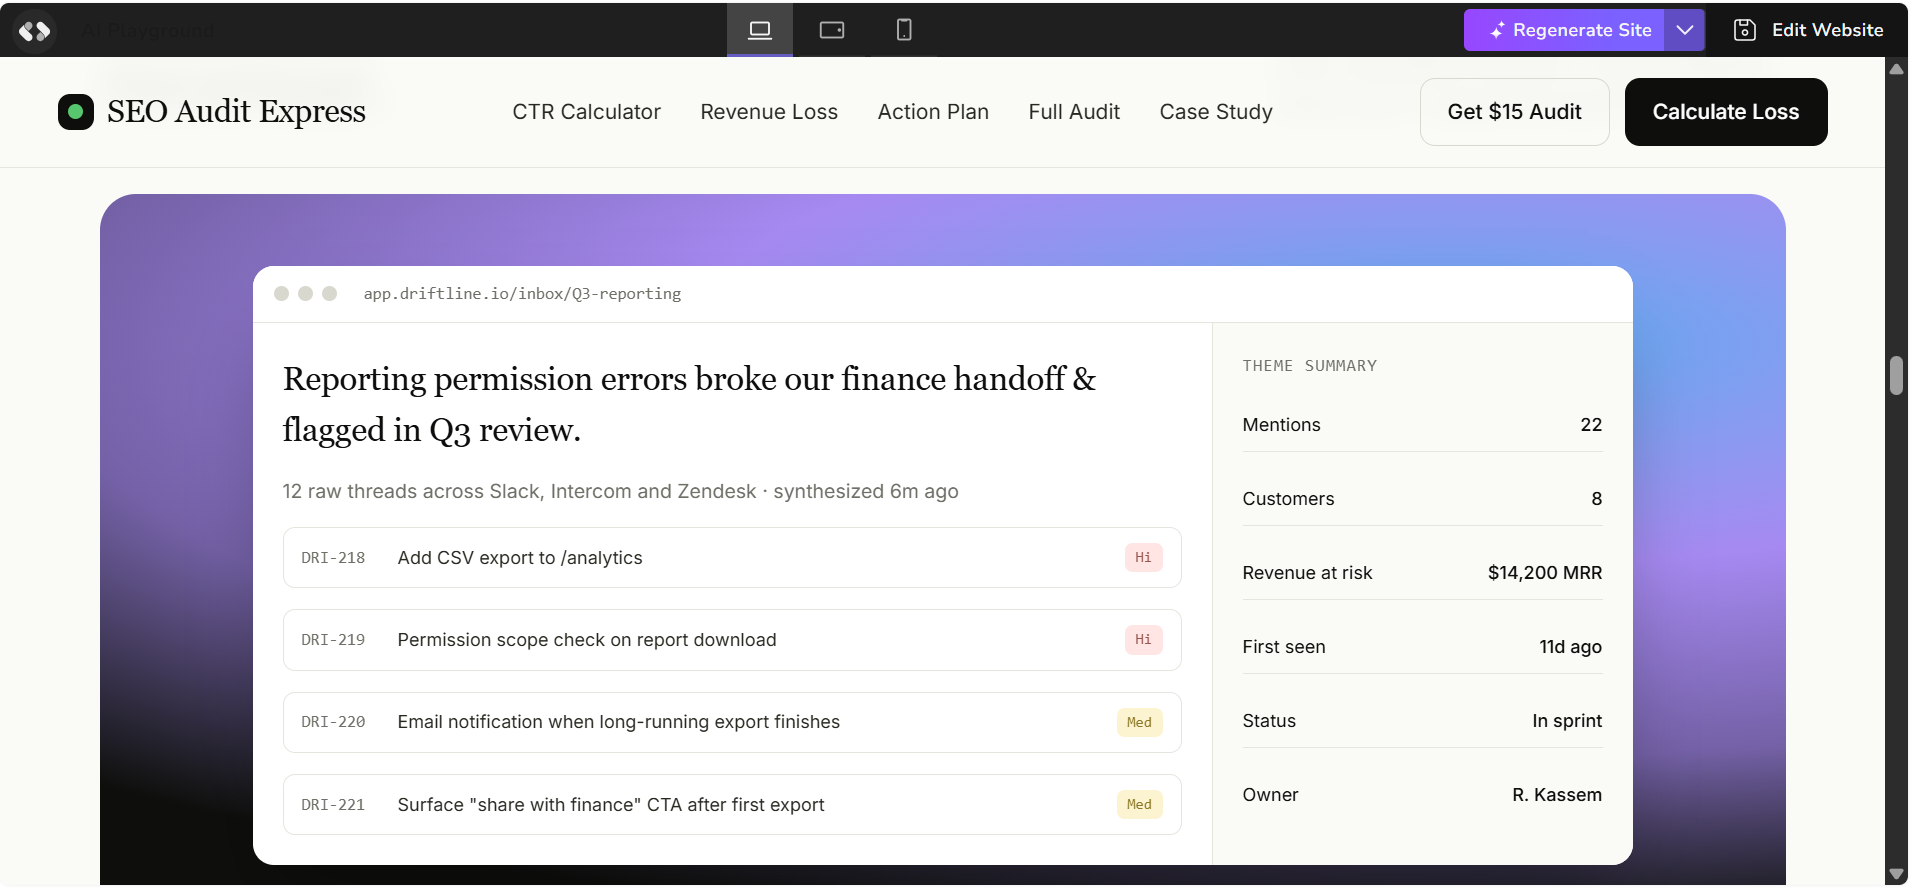 AI Playground
Regenerate Site
Edit Website
SEO Audit Express
CTR Calculator
Revenue Loss
Action Plan
Full Audit
Case Study
Get $15 Audit
Calculate Loss
app.driftline.io/inbox/Q3-reporting
Reporting permission errors broke our finance handoff &
flagged in Q3 review.
12 raw threads across Slack, Intercom and Zendesk · synthesized 6m ago
DRI-218 Add CSV export to /analytics Hi
DRI-219 Permission scope check on report download Hi
DRI-220 Email notification when long-running export finishes Med
DRI-221 Surface "share with finance" CTA after first export Med
THEME SUMMARY
Mentions 22
Customers 8
Revenue at risk $14,200 MRR
First seen 11d ago
Status In sprint
Owner R. Kassem